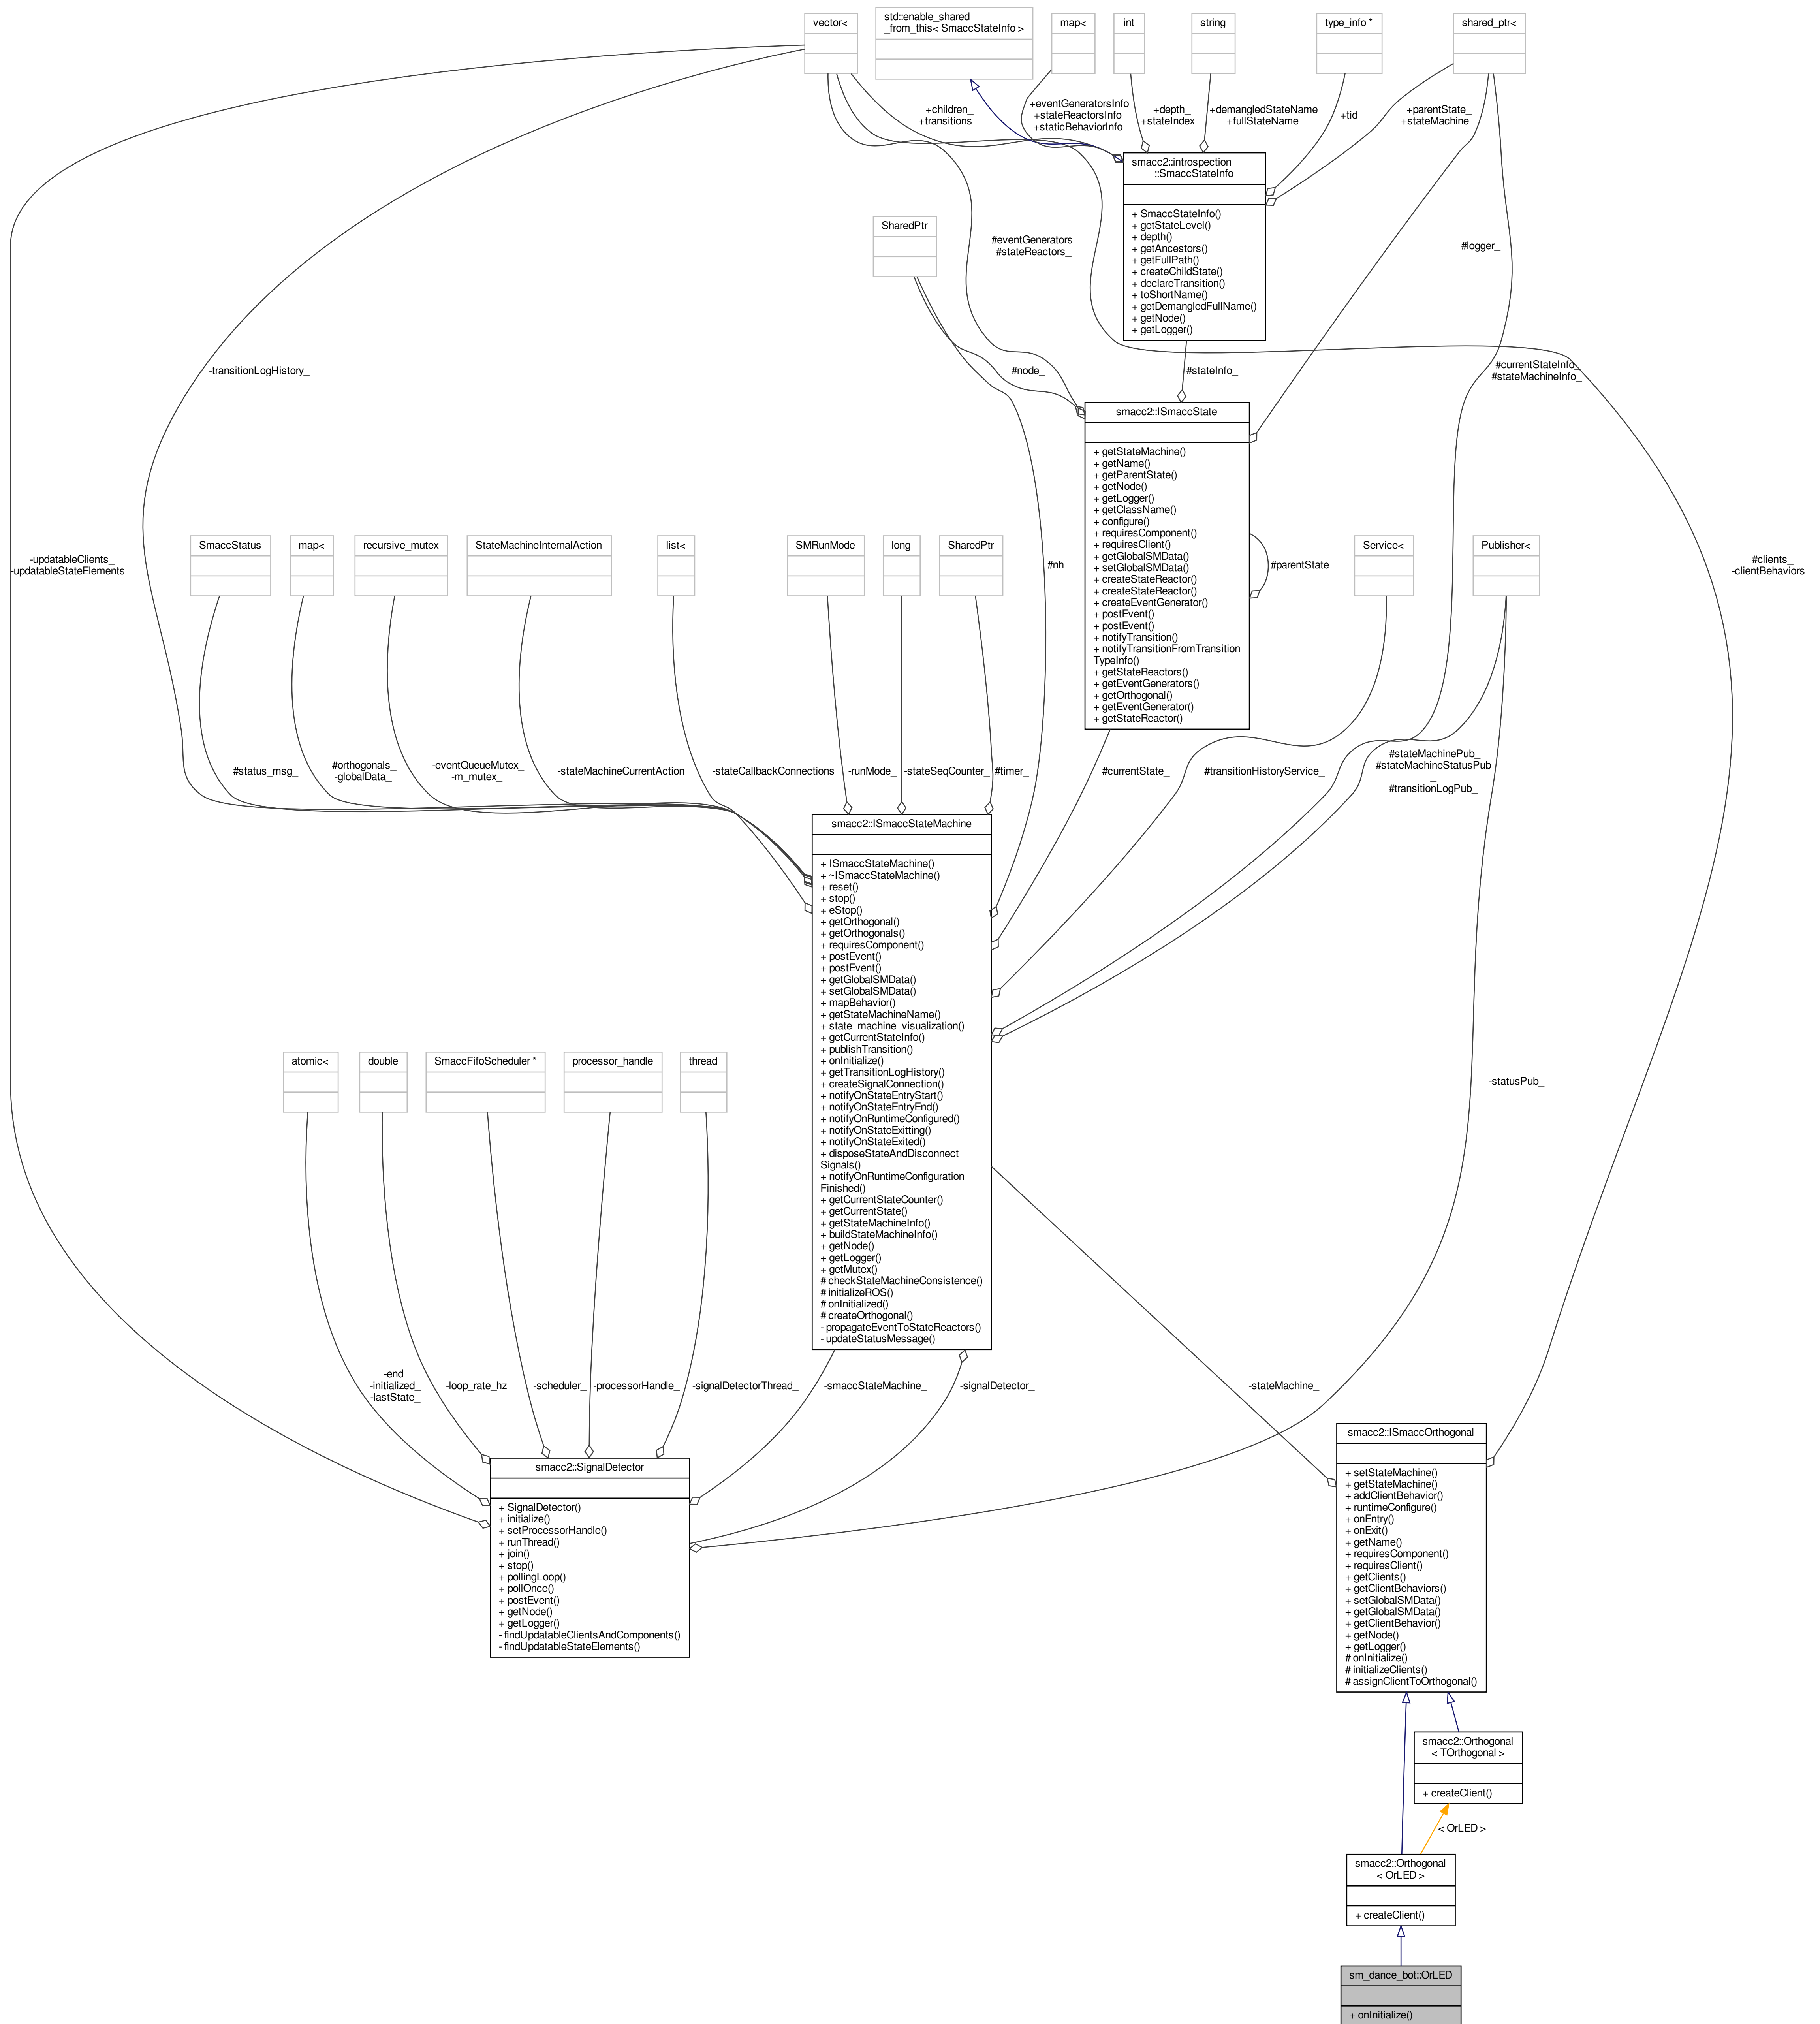 vector<
std::enable_shared
_from_this< SmaccStateInfo >
map<
int
string
type_info *
shared_ptr<
+children_
+transitions_
+eventGeneratorsInfo
+stateReactorsInfo
+staticBehaviorInfo
+depth_
+stateIndex_
+demangledStateName
+fullStateName
+tid_
+parentState_
+stateMachine_
smacc2::introspection
::SmaccStateInfo
+ SmaccStateInfo()
+ getStateLevel()
+ depth()
+ getAncestors()
+ getFullPath()
+ createChildState()
+ declareTransition()
+ toShortName()
+ getDemangledFullName()
+ getNode()
+ getLogger()
SharedPtr
#eventGenerators_
#stateReactors_
#logger_
-transitionLogHistory_
#node_
#stateInfo_
#currentStateInfo_
#stateMachineInfo_
smacc2::ISmaccState
+ getStateMachine()
+ getName()
+ getParentState()
+ getNode()
+ getLogger()
+ getClassName()
+ configure()
+ requiresComponent()
+ requiresClient()
+ getGlobalSMData()
+ setGlobalSMData()
+ createStateReactor()
+ createStateReactor()
+ createEventGenerator()
+ postEvent()
+ postEvent()
+ notifyTransition()
+ notifyTransitionFromTransition
TypeInfo()
+ getStateReactors()
+ getEventGenerators()
+ getOrthogonal()
+ getEventGenerator()
+ getStateReactor()
#parentState_
-updatableClients_
-updatableStateElements_
SmaccStatus
map<
recursive_mutex
StateMachineInternalAction
list<
SMRunMode
long
SharedPtr
#nh_
Service<
Publisher<
#clients_
-clientBehaviors_
#status_msg_
#orthogonals_
-globalData_
-eventQueueMutex_
-m_mutex_
-stateMachineCurrentAction
-stateCallbackConnections
-runMode_
-stateSeqCounter_
#timer_
#currentState_
#transitionHistoryService_
#stateMachinePub_
#stateMachineStatusPub
_
#transitionLogPub_
smacc2::ISmaccStateMachine
+ ISmaccStateMachine()
+ ~ISmaccStateMachine()
+ reset()
+ stop()
+ eStop()
+ getOrthogonal()
+ getOrthogonals()
+ requiresComponent()
+ postEvent()
+ postEvent()
+ getGlobalSMData()
+ setGlobalSMData()
+ mapBehavior()
+ getStateMachineName()
+ state_machine_visualization()
+ getCurrentStateInfo()
+ publishTransition()
+ onInitialize()
+ getTransitionLogHistory()
+ createSignalConnection()
+ notifyOnStateEntryStart()
+ notifyOnStateEntryEnd()
+ notifyOnRuntimeConfigured()
+ notifyOnStateExitting()
+ notifyOnStateExited()
+ disposeStateAndDisconnect
Signals()
+ notifyOnRuntimeConfiguration
Finished()
+ getCurrentStateCounter()
+ getCurrentState()
+ getStateMachineInfo()
+ buildStateMachineInfo()
+ getNode()
+ getLogger()
+ getMutex()
# checkStateMachineConsistence()
# initializeROS()
# onInitialized()
# createOrthogonal()
- propagateEventToStateReactors()
- updateStatusMessage()
atomic<
double
SmaccFifoScheduler *
processor_handle
thread
-statusPub_
-end_
-initialized_
-lastState_
-loop_rate_hz
-scheduler_
-processorHandle_
-signalDetectorThread_
-smaccStateMachine_
-signalDetector_
-stateMachine_
smacc2::SignalDetector
+ SignalDetector()
+ initialize()
+ setProcessorHandle()
+ runThread()
+ join()
+ stop()
+ pollingLoop()
+ pollOnce()
+ postEvent()
+ getNode()
+ getLogger()
- findUpdatableClientsAndComponents()
- findUpdatableStateElements()
smacc2::ISmaccOrthogonal
+ setStateMachine()
+ getStateMachine()
+ addClientBehavior()
+ runtimeConfigure()
+ onEntry()
+ onExit()
+ getName()
+ requiresComponent()
+ requiresClient()
+ getClients()
+ getClientBehaviors()
+ setGlobalSMData()
+ getGlobalSMData()
+ getClientBehavior()
+ getNode()
+ getLogger()
# onInitialize()
# initializeClients()
# assignClientToOrthogonal()
smacc2::Orthogonal
< TOrthogonal >
+ createClient()
< OrLED >
smacc2::Orthogonal
< OrLED >
+ createClient()
sm_dance_bot::OrLED
+ onInitialize()